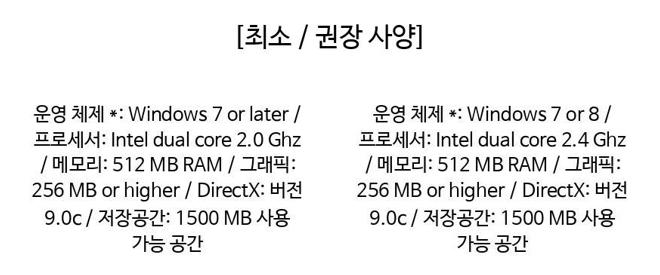 [최소 / 권장 사양]
운영 체제 *: Windows 7 or later /
프로세서: Intel dual core 2.0 Ghz
/ 메모리: 512 MB RAM / 그래픽:
256 MB or higher / DirectX: 버전
9.0c / 저장공간: 1500 MB 사용
가능 공간
운영 체제 *: Windows 7 or 8 /
프로세서: Intel dual core 2.4 Ghz
/ 메모리: 512 MB RAM / 그래픽:
256 MB or higher / DirectX: 버전
9.0c / 저장공간: 1500 MB 사용
가능 공간